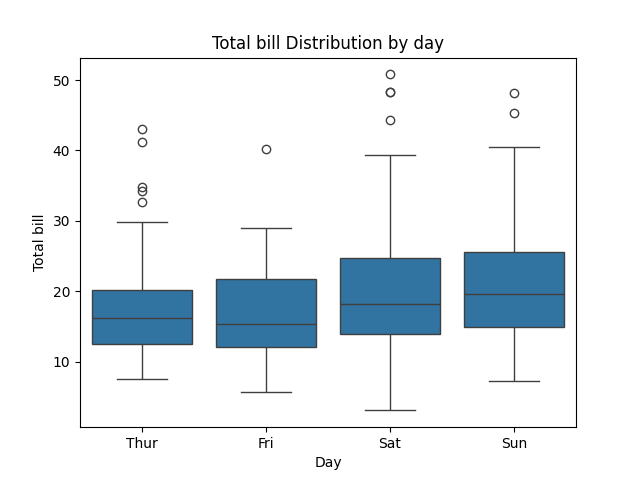 Total bill Distribution by day
Total bill
50
40
30
20
10
Thur Fri Sat Sun
Day